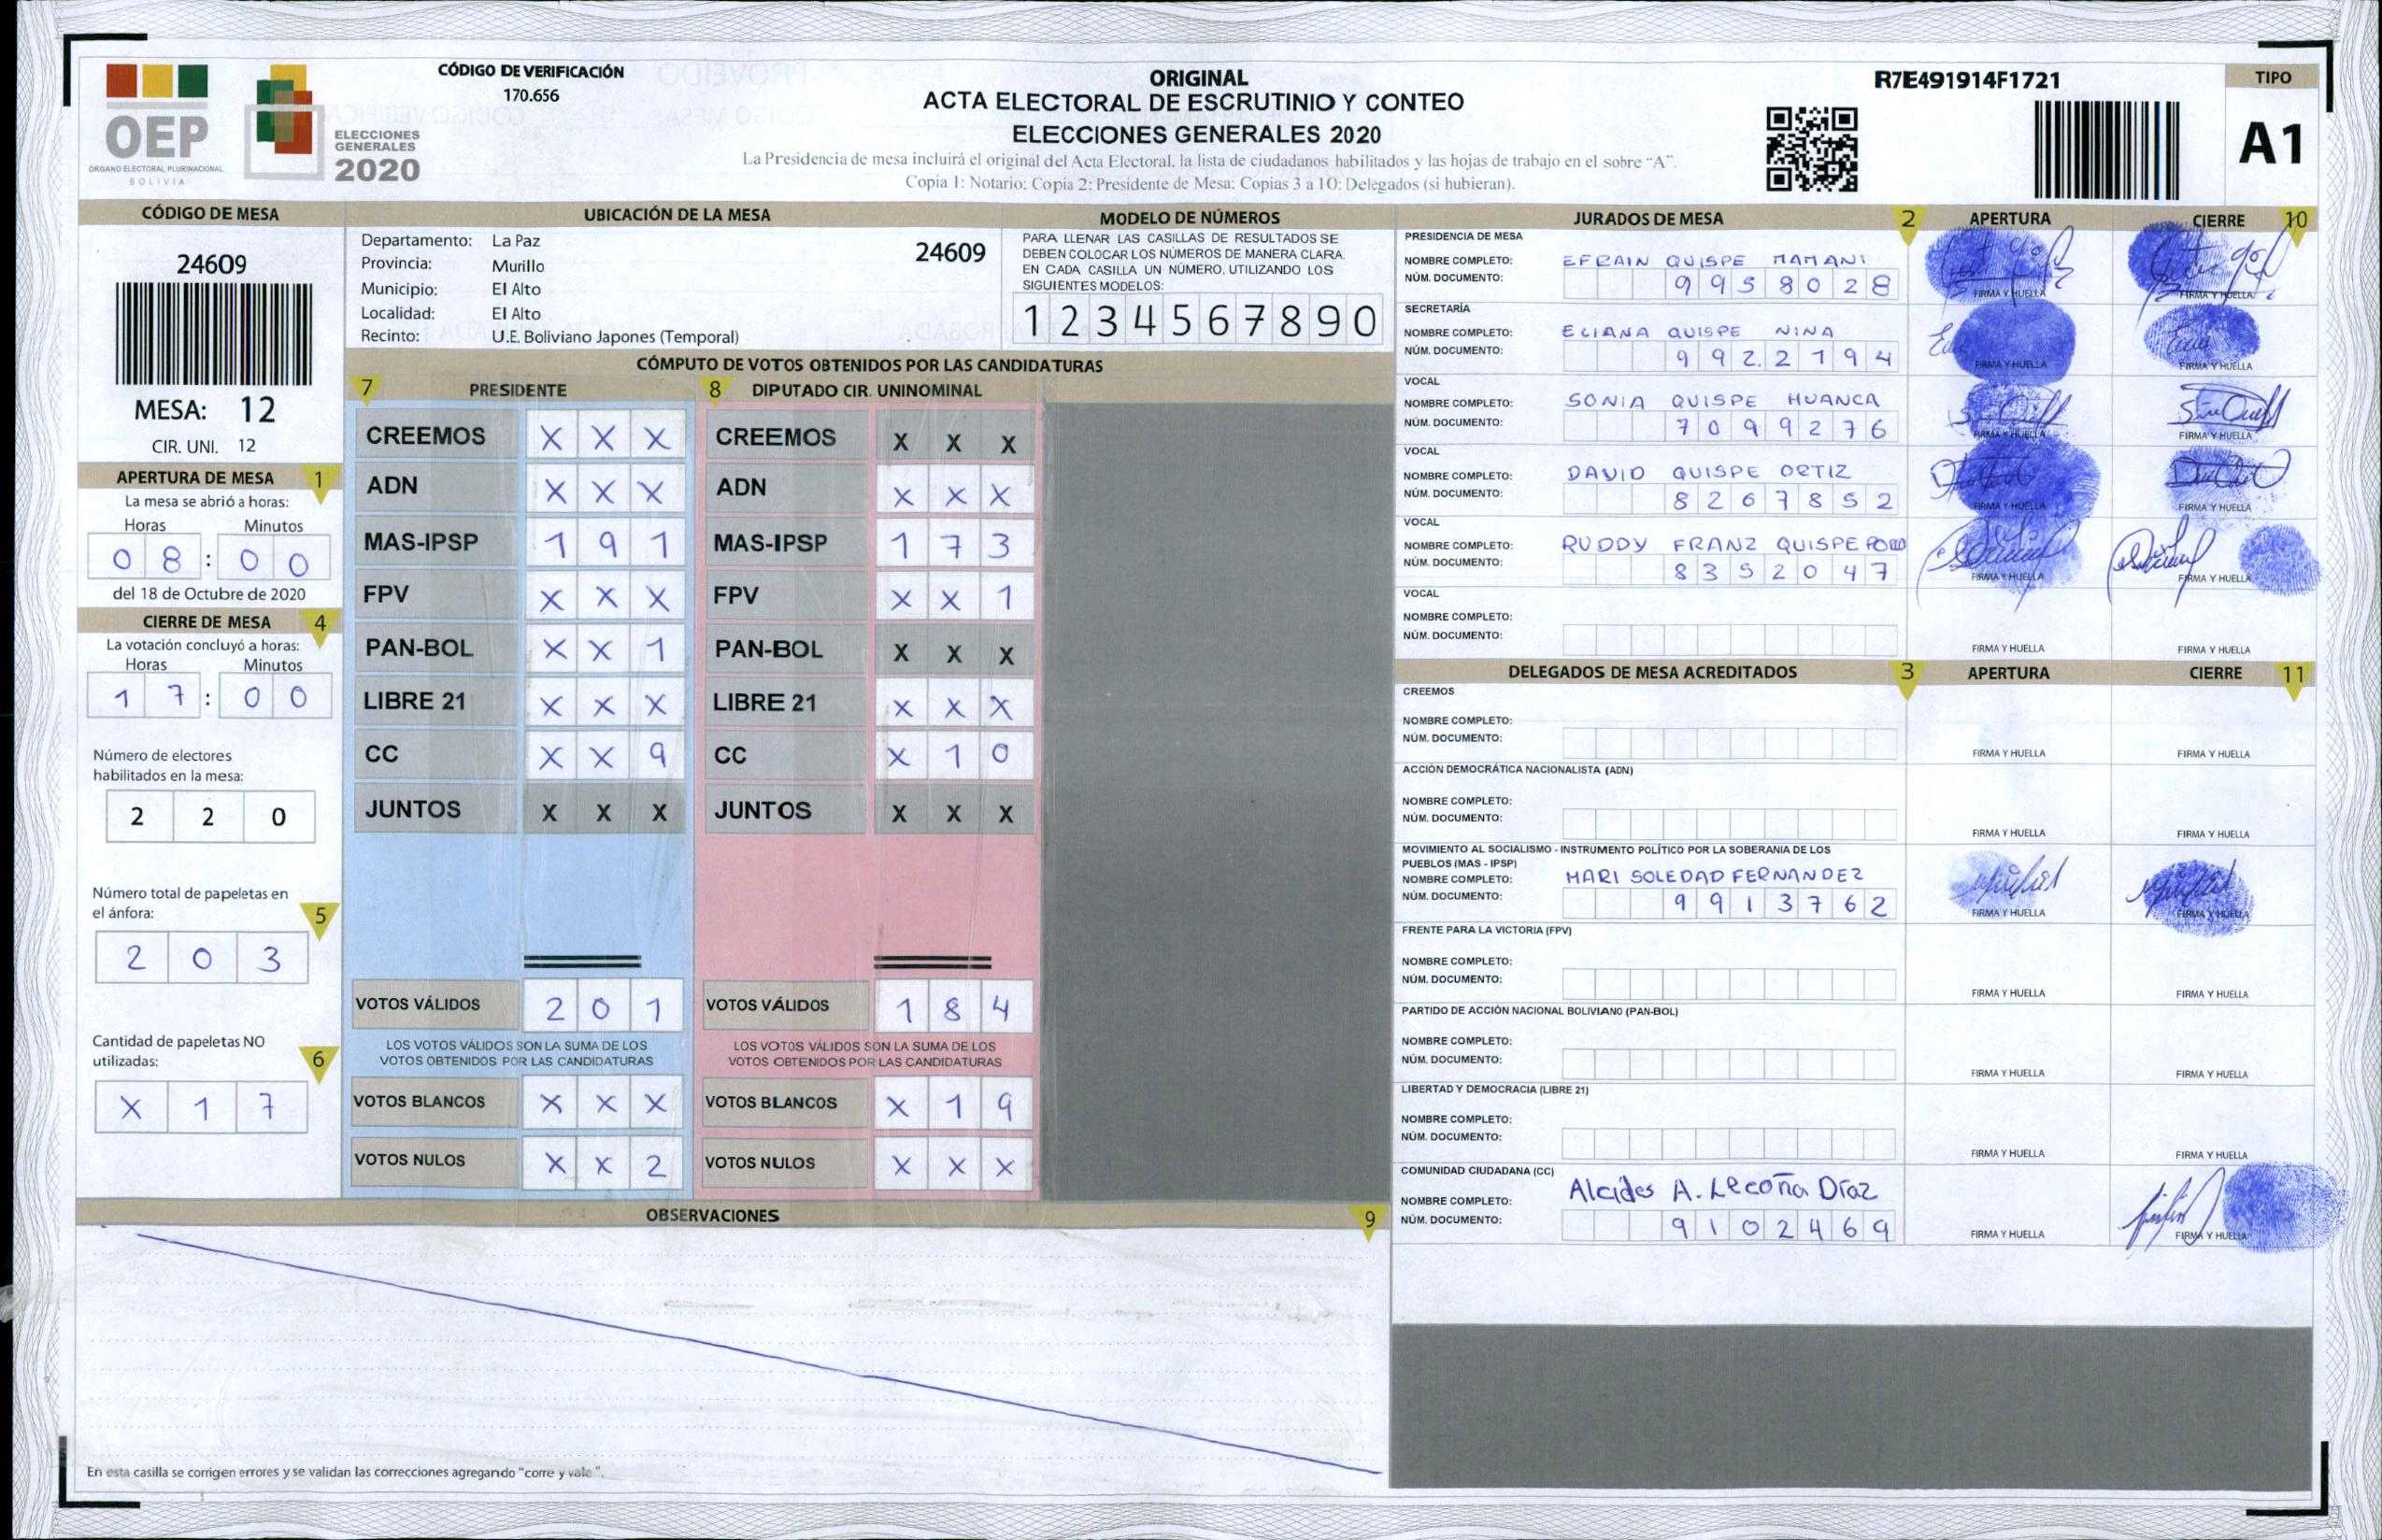 OEP
ÓRGANO ELECTORAL PLURINACIONAL
BOLIVIA
ELECCIONES
GENERALES
2020
CÓDIGO DE VERIFICACIÓN
170.656
ORIGINAL
ACTA ELECTORAL DE ESCRUTINIO Y CONTEO
ELECCIONES GENERALES 2020
La Presidencia de mesa incluirá el original del Acta Electoral, la lista de ciudadanos habilitados y las hojas de trabajo en el sobre "A".
Copia 1: Notario; Copia 2: Presidente de Mesa; Copias 3 a 10: Delegados (si hubieran).
R7E491914F1721
TIPO
A1
CÓDIGO DE MESA
24609
MESA: 12
CIR. UNI. 12
APERTURA DE MESA 1
La mesa se abrió a horas:
Horas Minutos
0 8 : 0 0
del 18 de Octubre de 2020
CIERRE DE MESA 4
La votación concluyó a horas:
Horas Minutos
1 7 : 0 0
Número de electores
habilitados en la mesa:
2 2 0
Número total de papeletas en
el ánfora: 5
2 0 3
Cantidad de papeletas NO
utilizadas: 6
X 1 7
UBICACIÓN DE LA MESA
Departamento: La Paz 24609
Provincia: Murillo
Municipio: El Alto
Localidad: El Alto
Recinto: U.E. Boliviano Japones (Temporal)
MODELO DE NÚMEROS
PARA LLENAR LAS CASILLAS DE RESULTADOS SE
DEBEN COLOCAR LOS NÚMEROS DE MANERA CLARA.
EN CADA CASILLA UN NÚMERO, UTILIZANDO LOS
SIGUIENTES MODELOS:
1 2 3 4 5 6 7 8 9 0
CÓMPUTO DE VOTOS OBTENIDOS POR LAS CANDIDATURAS
7 PRESIDENTE 8 DIPUTADO CIR. UNINOMINAL
CREEMOS X X X CREEMOS X X X
ADN X X X ADN X X X
MAS-IPSP 1 9 1 MAS-IPSP 1 7 3
FPV X X X FPV X X 1
PAN-BOL X X 1 PAN-BOL X X X
LIBRE 21 X X X LIBRE 21 X X X
CC X X 9 CC X 1 0
JUNTOS X X X JUNTOS X X X
VOTOS VÁLIDOS 2 0 1 VOTOS VÁLIDOS 1 8 4
LOS VOTOS VÁLIDOS SON LA SUMA DE LOS LOS VOTOS VÁLIDOS SON LA SUMA DE LOS
VOTOS OBTENIDOS POR LAS CANDIDATURAS VOTOS OBTENIDOS POR LAS CANDIDATURAS
VOTOS BLANCOS X X X VOTOS BLANCOS X 1 9
VOTOS NULOS X X 2 VOTOS NULOS X X X
OBSERVACIONES 9
En esta casilla se corrigen errores y se validan las correcciones agregando "corre y vale".
JURADOS DE MESA 2 APERTURA CIERRE 10
PRESIDENCIA DE MESA
NOMBRE COMPLETO: EFRAIN QUISPE MAMANI
NÚM. DOCUMENTO: 9 9 5 8 0 2 8
FIRMA Y HUELLA FIRMA Y HUELLA
SECRETARÍA
NOMBRE COMPLETO: ELIANA QUISPE NINA
NÚM. DOCUMENTO: 9 9 2 2 1 9 4
FIRMA Y HUELLA FIRMA Y HUELLA
VOCAL
NOMBRE COMPLETO: SONIA QUISPE HUANCA
NÚM. DOCUMENTO: 7 0 9 9 2 7 6
FIRMA Y HUELLA FIRMA Y HUELLA
VOCAL
NOMBRE COMPLETO: DAVID QUISPE ORTIZ
NÚM. DOCUMENTO: 8 2 6 7 8 5 2
FIRMA Y HUELLA FIRMA Y HUELLA
VOCAL
NOMBRE COMPLETO: RUDDY FRANZ QUISPE
NÚM. DOCUMENTO: 8 3 5 2 0 4 7
FIRMA Y HUELLA FIRMA Y HUELLA
VOCAL
NOMBRE COMPLETO:
NÚM. DOCUMENTO:
FIRMA Y HUELLA FIRMA Y HUELLA
DELEGADOS DE MESA ACREDITADOS 3 APERTURA CIERRE 11
CREEMOS
NOMBRE COMPLETO:
NÚM. DOCUMENTO:
FIRMA Y HUELLA FIRMA Y HUELLA
ACCIÓN DEMOCRÁTICA NACIONALISTA (ADN)
NOMBRE COMPLETO:
NÚM. DOCUMENTO:
FIRMA Y HUELLA FIRMA Y HUELLA
MOVIMIENTO AL SOCIALISMO - INSTRUMENTO POLÍTICO POR LA SOBERANIA DE LOS
PUEBLOS (MAS - IPSP)
NOMBRE COMPLETO: MARI SOLEDAD FERNANDEZ
NÚM. DOCUMENTO: 9 9 1 3 7 6 2
FIRMA Y HUELLA FIRMA Y HUELLA
FRENTE PARA LA VICTORIA (FPV)
NOMBRE COMPLETO:
NÚM. DOCUMENTO:
FIRMA Y HUELLA FIRMA Y HUELLA
PARTIDO DE ACCIÓN NACIONAL BOLIVIANO (PAN-BOL)
NOMBRE COMPLETO:
NÚM. DOCUMENTO:
FIRMA Y HUELLA FIRMA Y HUELLA
LIBERTAD Y DEMOCRACIA (LIBRE 21)
NOMBRE COMPLETO:
NÚM. DOCUMENTO:
FIRMA Y HUELLA FIRMA Y HUELLA
COMUNIDAD CIUDADANA (CC)
NOMBRE COMPLETO: Alcides A. Lecoña Díaz
NÚM. DOCUMENTO: 9 1 0 2 4 6 9
FIRMA Y HUELLA FIRMA Y HUELLA